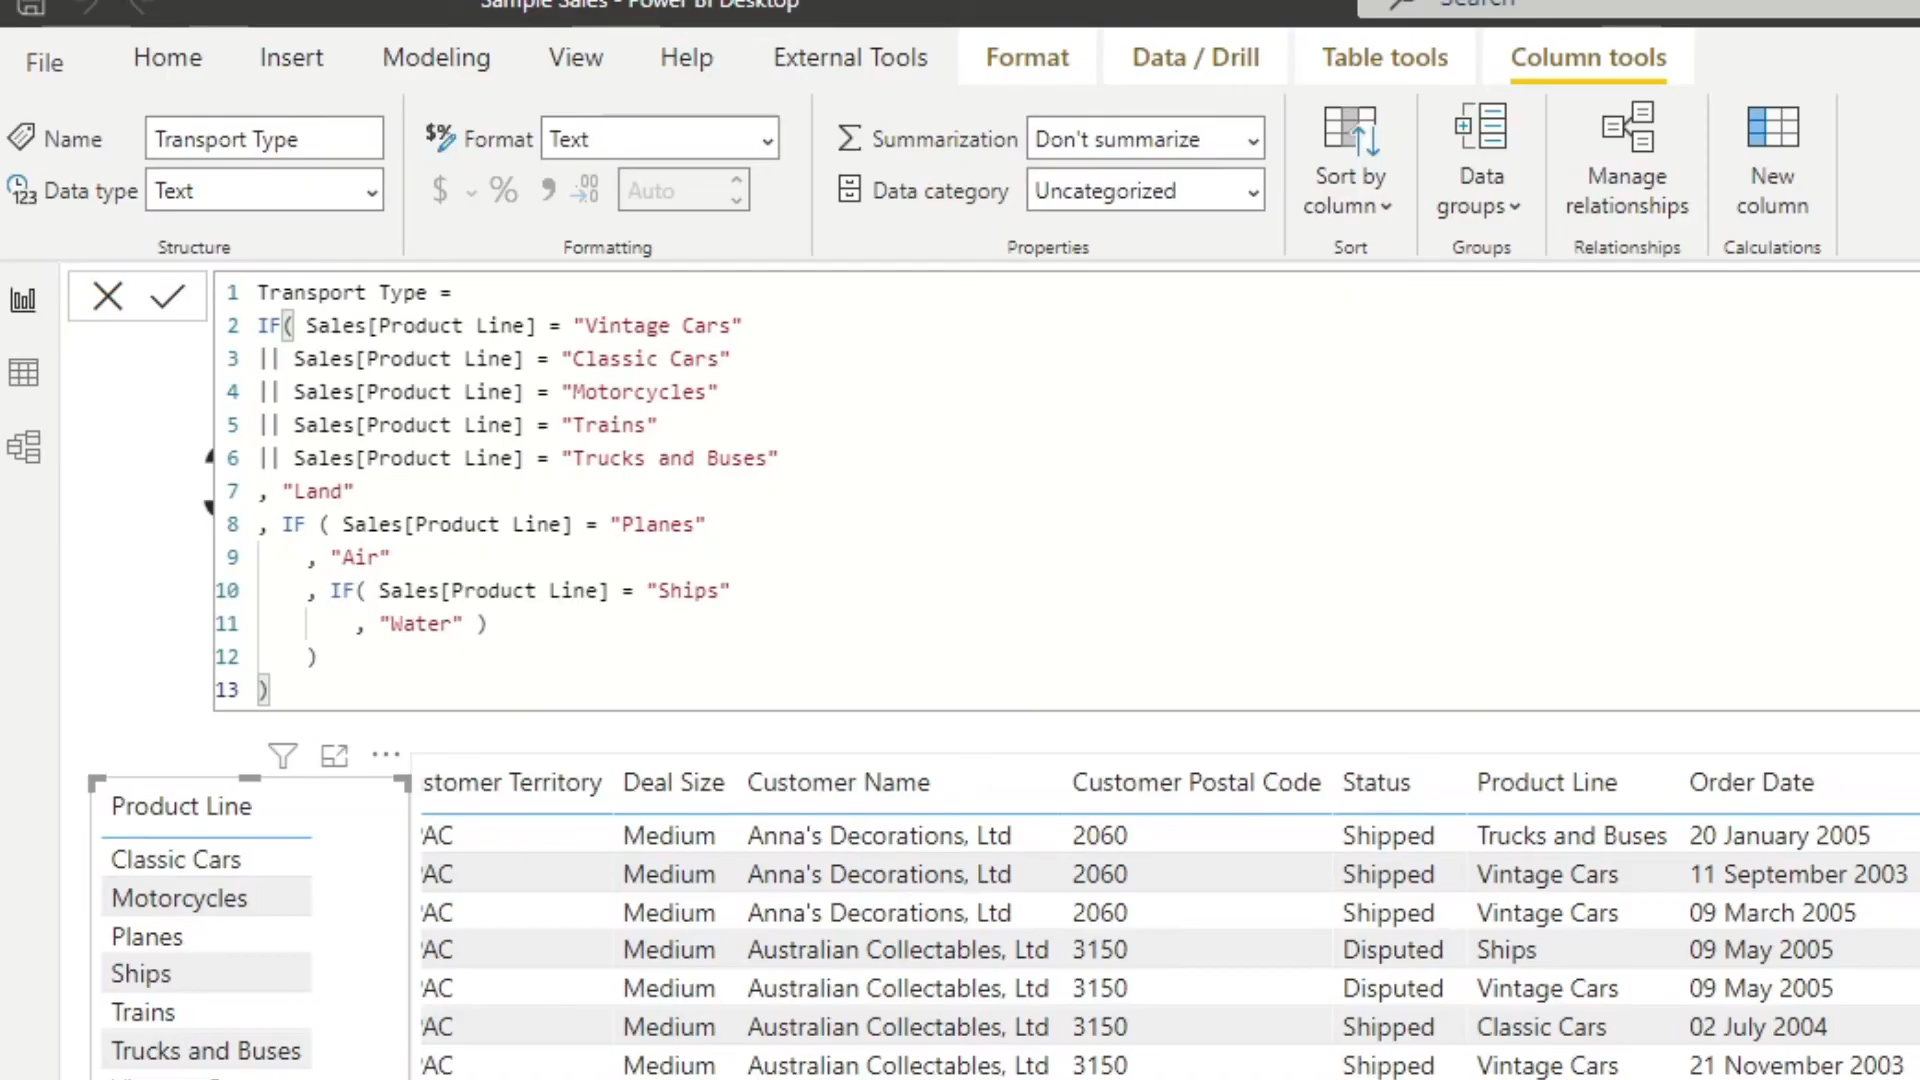 Sample Sales - Power BI Desktop
Search
File Home Insert Modeling View Help External Tools Format Data / Drill Table tools Column tools
Name Transport Type
Data type Text
Structure
Format Text
$ % Auto
Formatting
Summarization Don't summarize
Data category Uncategorized
Properties
Sort by
column
Sort
Data
groups
Groups
Manage
relationships
Relationships
New
column
Calculations
1 Transport Type =
2 IF( Sales[Product Line] = "Vintage Cars"
3 || Sales[Product Line] = "Classic Cars"
4 || Sales[Product Line] = "Motorcycles"
5 || Sales[Product Line] = "Trains"
6 || Sales[Product Line] = "Trucks and Buses"
7 , "Land"
8 , IF ( Sales[Product Line] = "Planes"
9 , "Air"
10 , IF( Sales[Product Line] = "Ships"
11 , "Water" )
12 )
13 )
Product Line
Classic Cars
Motorcycles
Planes
Ships
Trains
Trucks and Buses
stomer Territory Deal Size Customer Name Customer Postal Code Status Product Line Order Date
AC Medium Anna's Decorations, Ltd 2060 Shipped Trucks and Buses 20 January 2005
AC Medium Anna's Decorations, Ltd 2060 Shipped Vintage Cars 11 September 2003
AC Medium Anna's Decorations, Ltd 2060 Shipped Vintage Cars 09 March 2005
AC Medium Australian Collectables, Ltd 3150 Disputed Ships 09 May 2005
AC Medium Australian Collectables, Ltd 3150 Disputed Vintage Cars 09 May 2005
AC Medium Australian Collectables, Ltd 3150 Shipped Classic Cars 02 July 2004
AC Medium Australian Collectables, Ltd 3150 Shipped Vintage Cars 21 November 2003